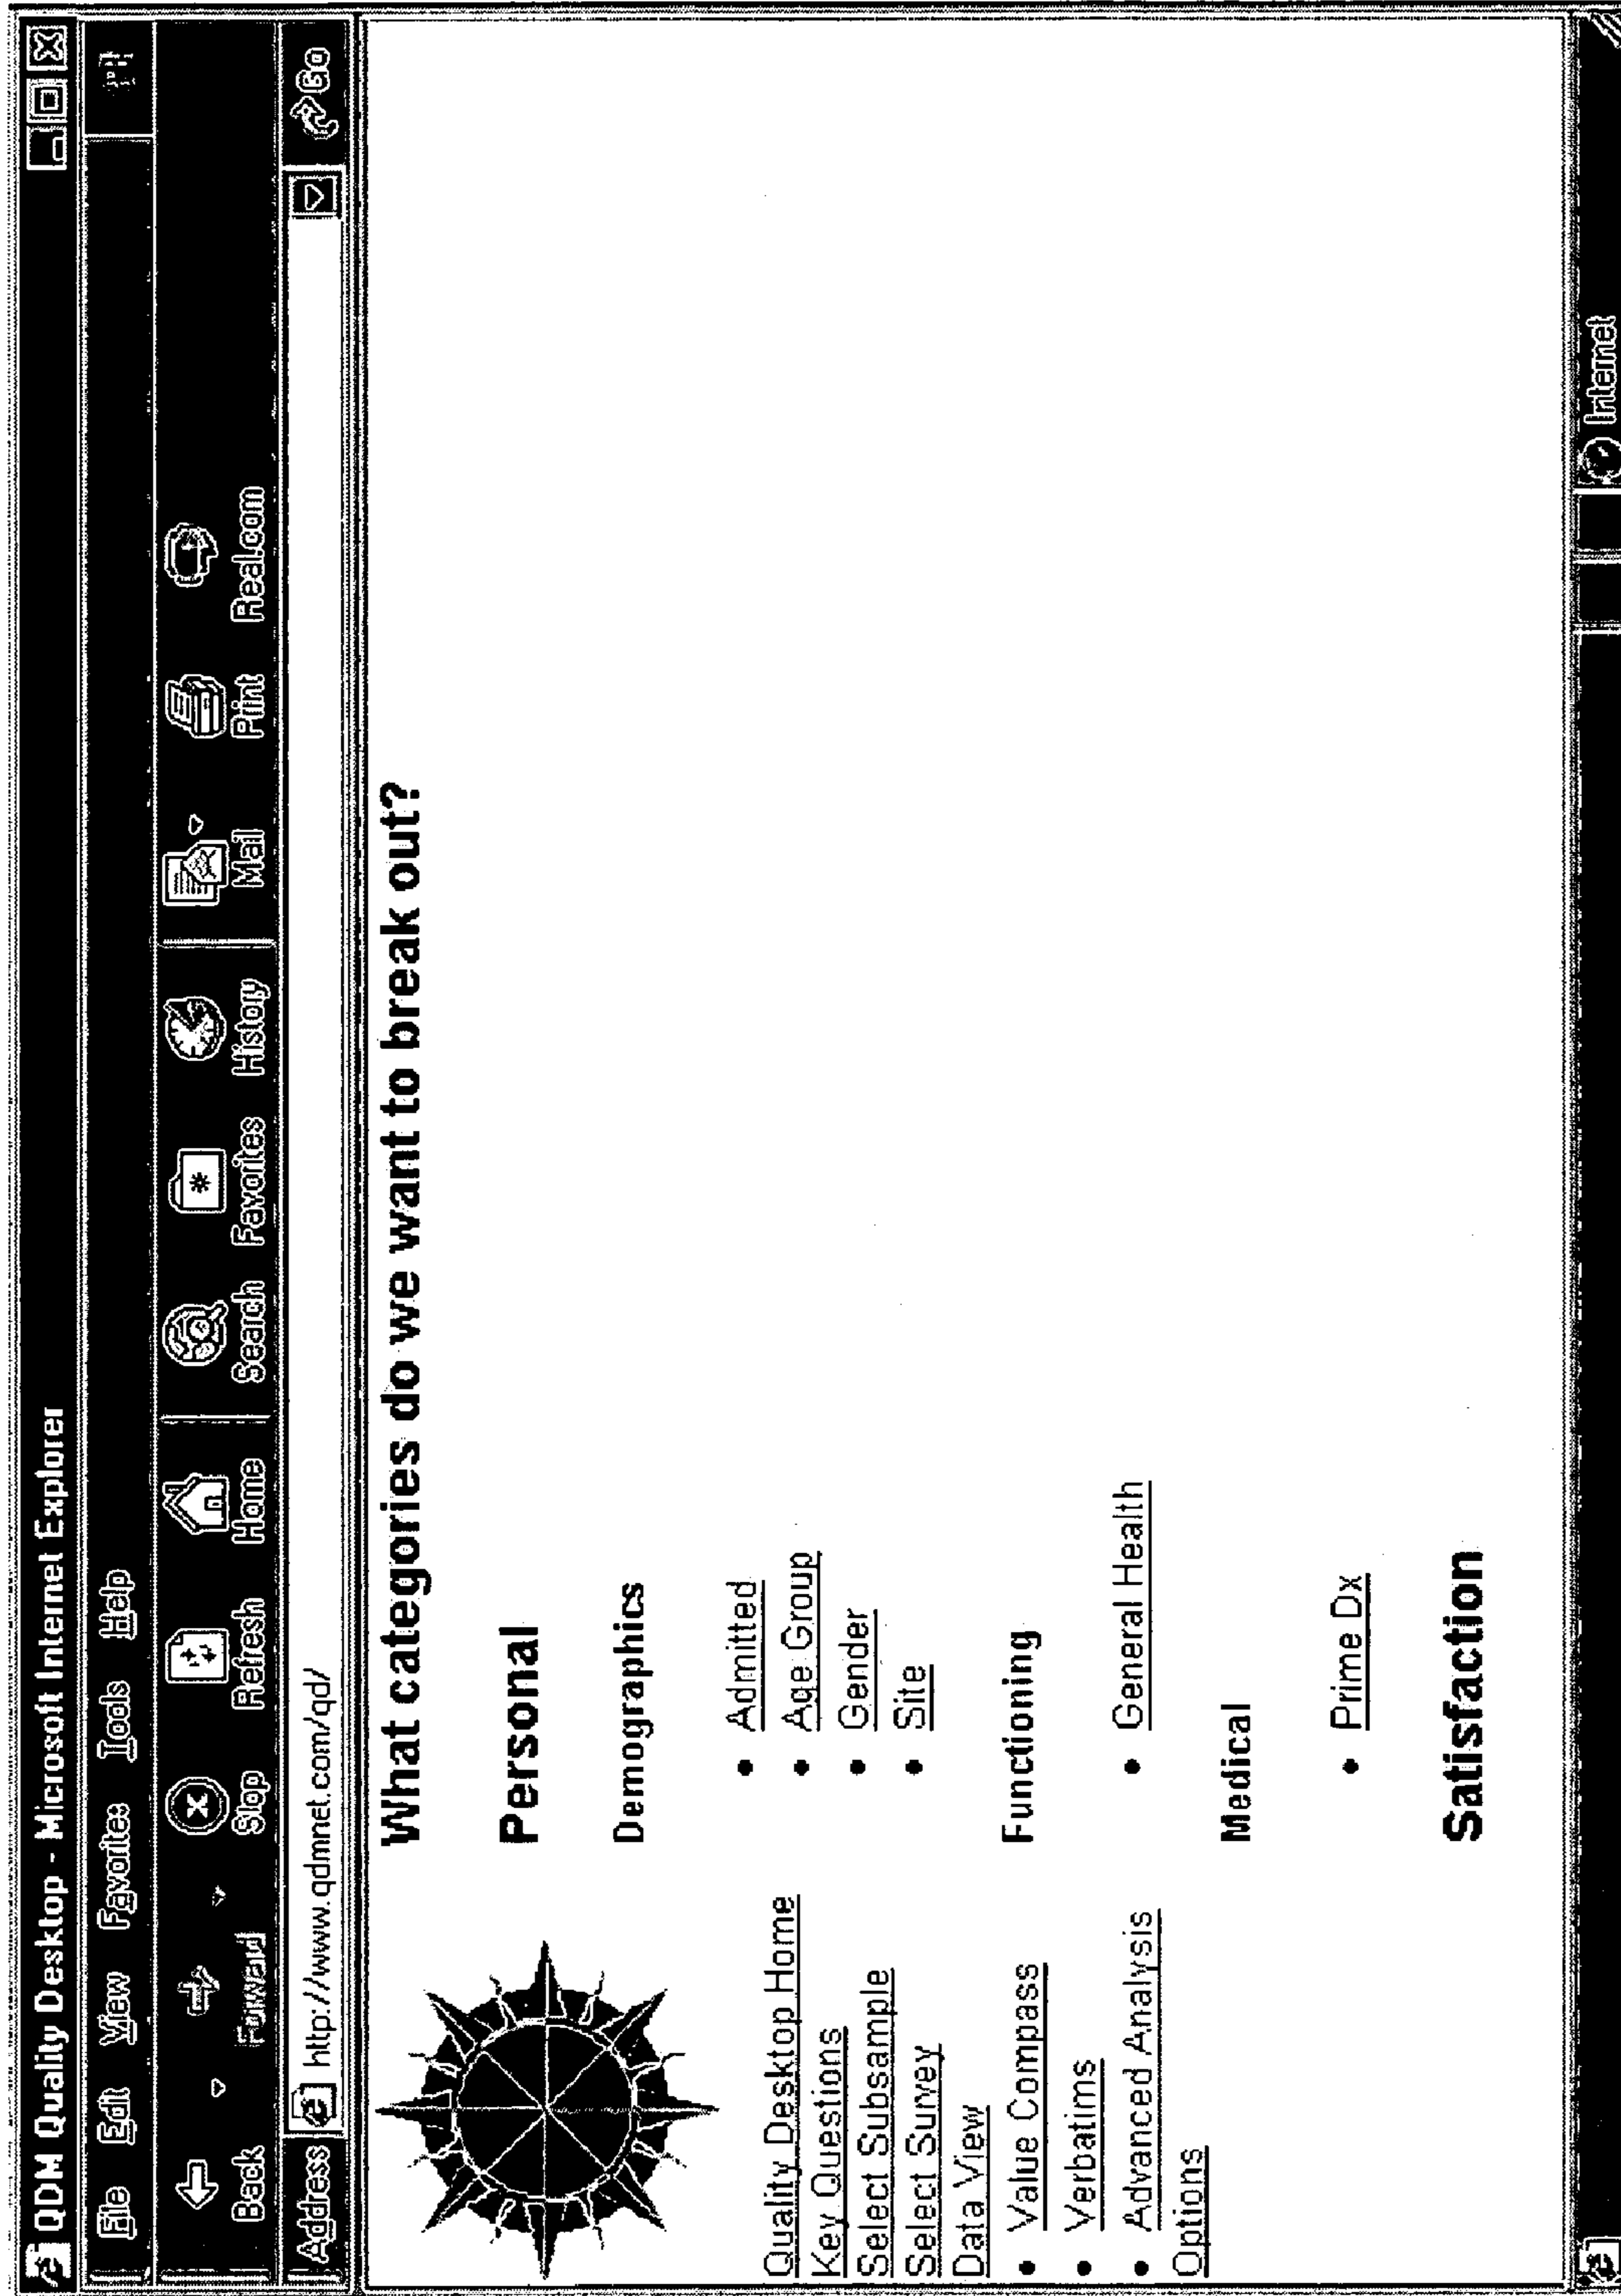 QDM Quality Desktop - Microsoft Internet Explorer
File Edit View Favorites Tools Help
Back Forward Stop Refresh Home Search Favorites History Mail Print Real.com
Address http://www.qdmnet.com/qd/ Go
What categories do we want to break out?
Quality Desktop Home
Key Questions
Select Subsample
Select Survey
Data View
• Value Compass
• Verbatims
• Advanced Analysis
Options
Personal
Demographics
• Admitted
• Age Group
• Gender
• Site
Functioning
• General Health
Medical
• Prime Dx
Satisfaction
Internet